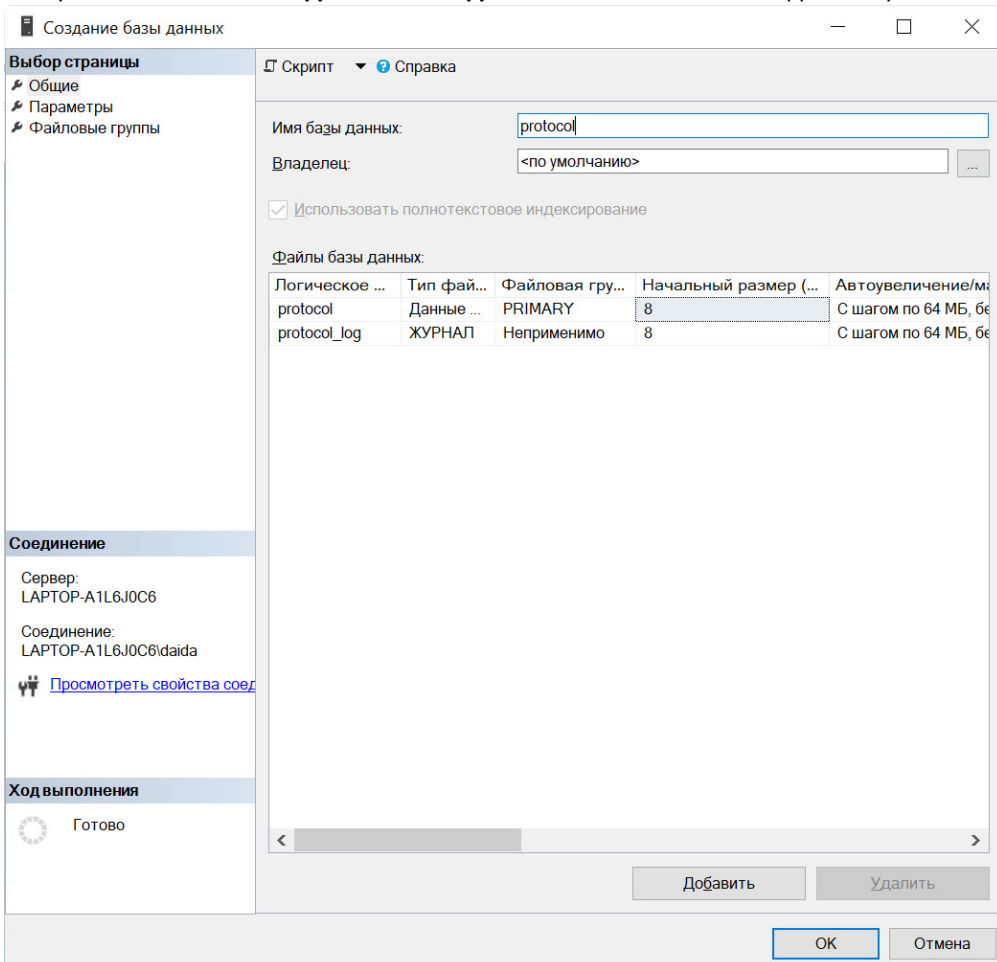 Создание базы данных
Выбор страницы
Общие
Параметры
Файловые группы
Скрипт
Справка
Имя базы данных:
protocol
Владелец:
<по умолчанию>
...
Использовать полнотекстовое индексирование
Файлы базы данных:
Логическое ... Тип фай... Файловая гру... Начальный размер (... Автоувеличение/ма
protocol Данные ... PRIMARY 8 С шагом по 64 МБ, бе
protocol_log ЖУРНАЛ Неприменимо 8 С шагом по 64 МБ, бе
Соединение
Сервер:
LAPTOP-A1L6J0C6
Соединение:
LAPTOP-A1L6J0C6\daida
Просмотреть свойства соед
Ход выполнения
Готово
Добавить
Удалить
OK
Отмена